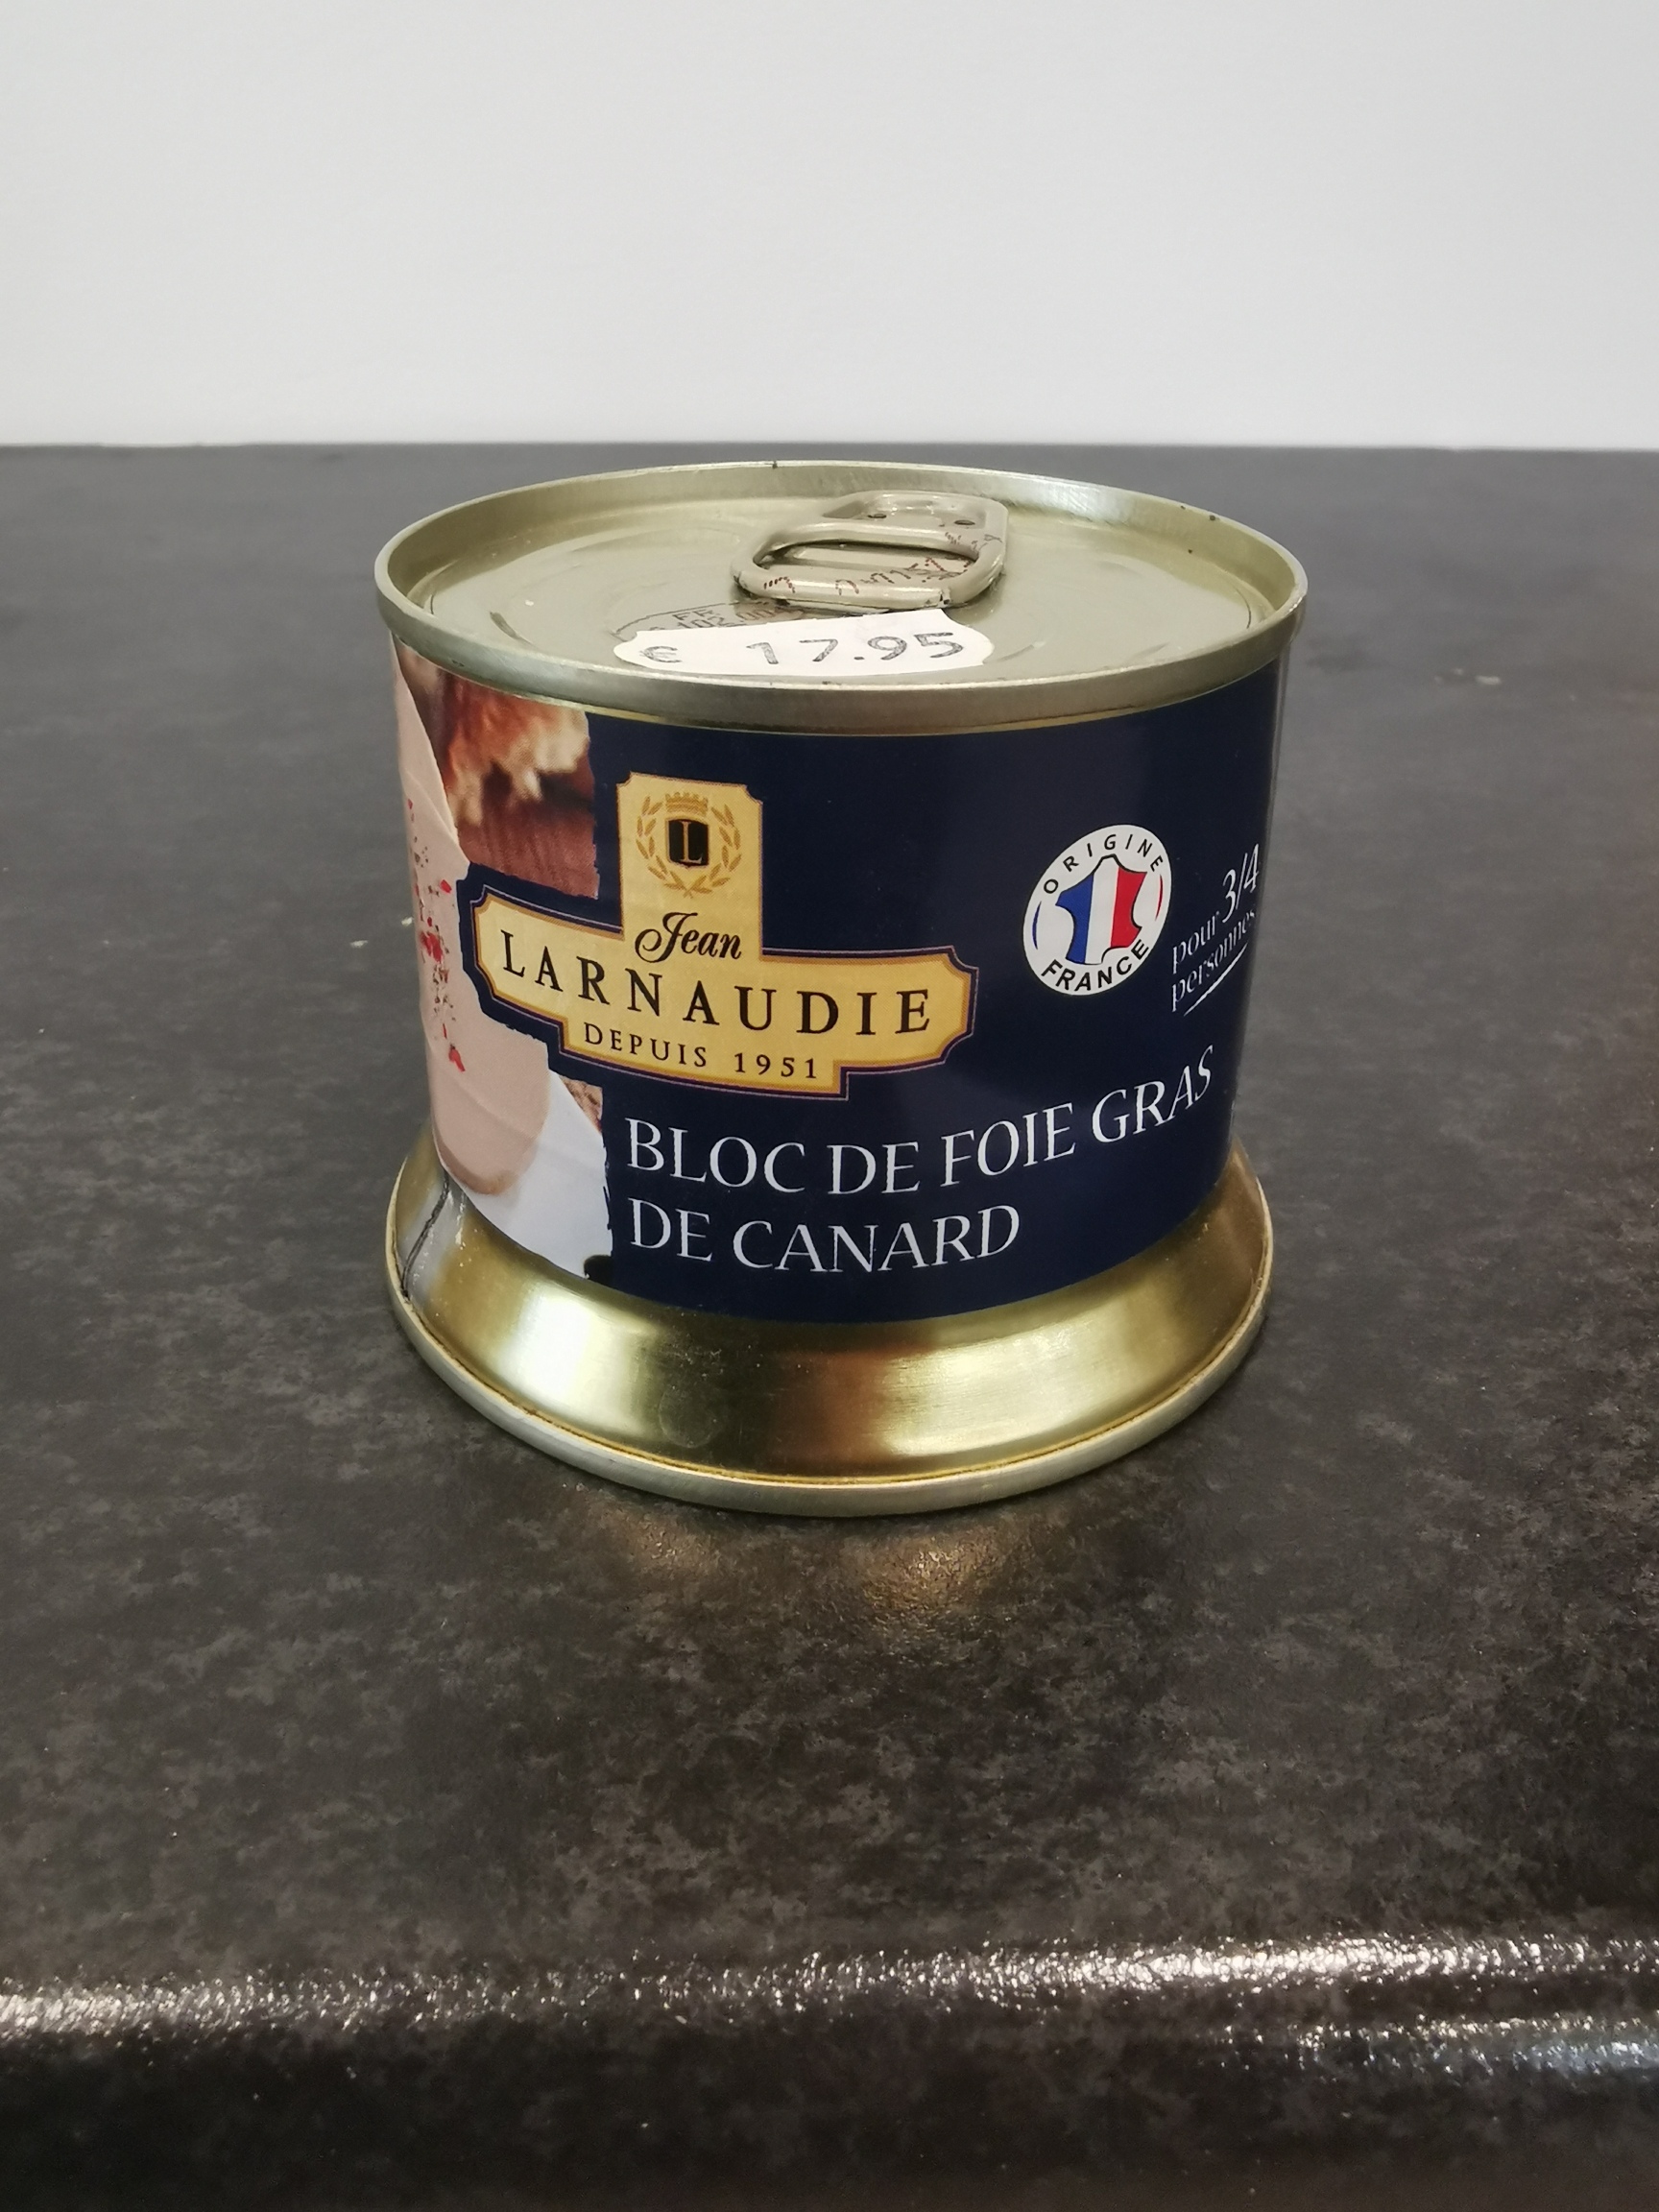 € 17.95
L
Jean
LARNAUDIE
DEPUIS 1951
ORIGINE
FRANCE
pour 3/4
personnes
BLOC DE FOIE GRAS
DE CANARD